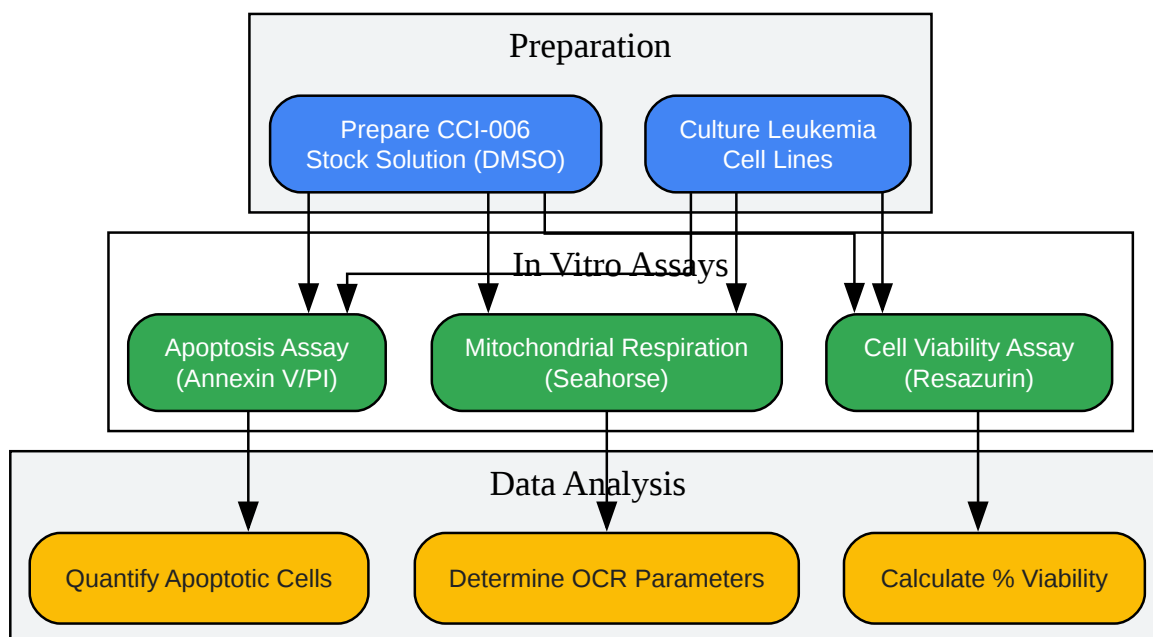 Preparation
Prepare CCI-006
Stock Solution (DMSO)
Culture Leukemia
Cell Lines
In Vitro Assays
Apoptosis Assay
(Annexin V/PI)
Mitochondrial Respiration
(Seahorse)
Cell Viability Assay
(Resazurin)
Data Analysis
Quantify Apoptotic Cells
Determine OCR Parameters
Calculate % Viability